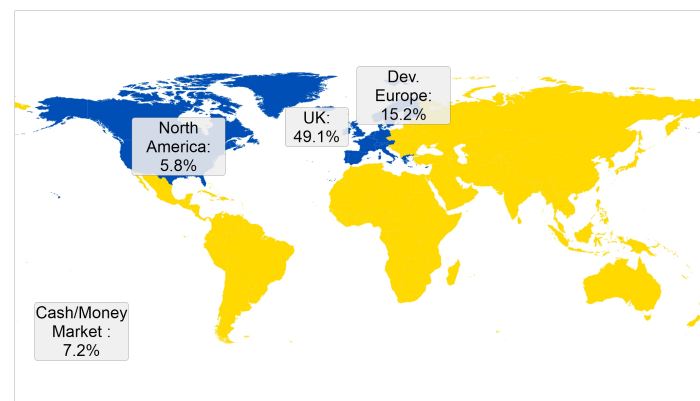 Dev.
Europe:
15.2%
UK:
49.1%
North
America:
5.8%
Cash/Money
Market :
7.2%